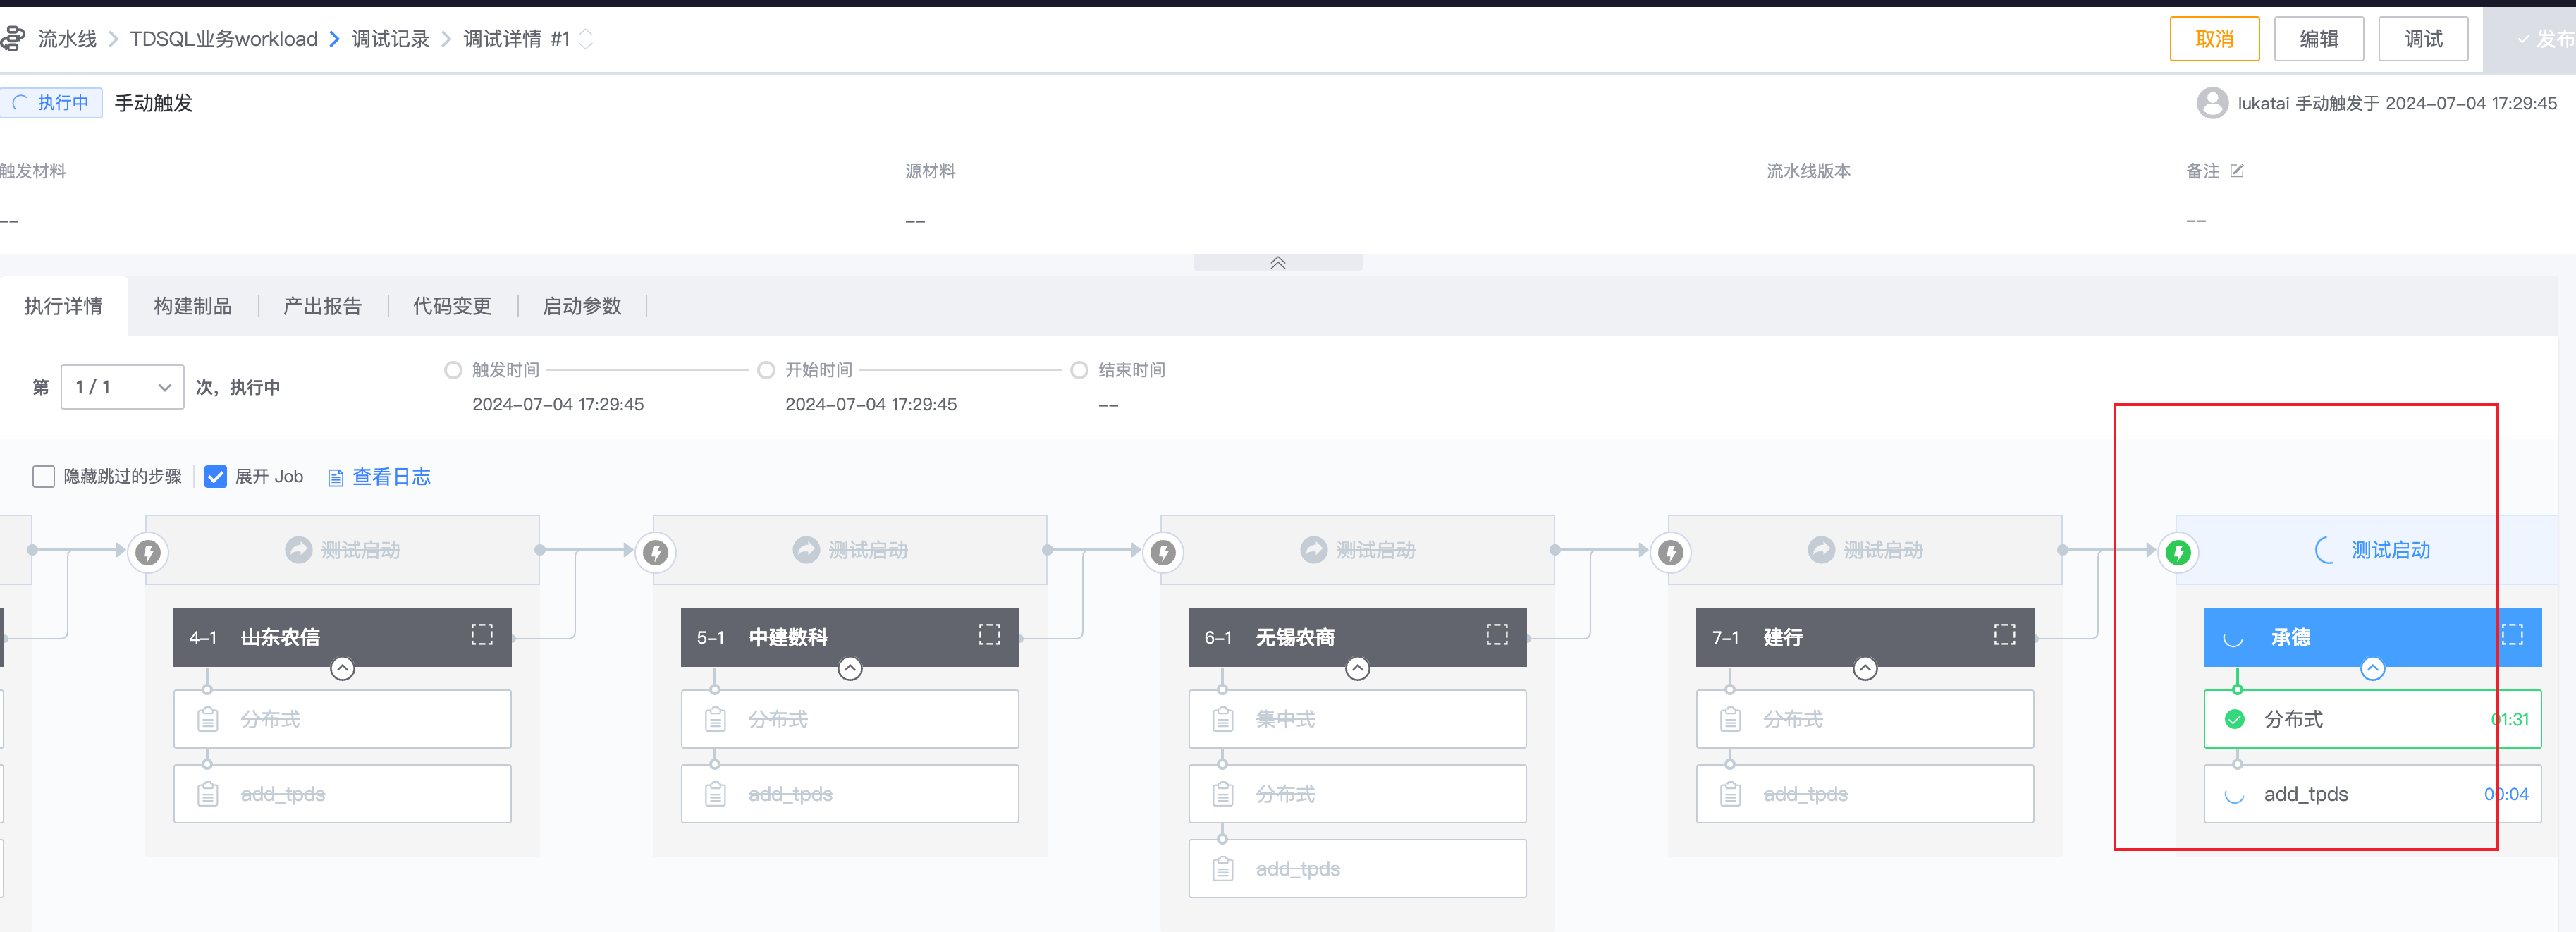 流水线 TDSQL业务workload 调试记录 调试详情 #1
取消 编辑 调试 发布
执行中 手动触发
lukatai 手动触发于 2024-07-04 17:29:45
触发材料 源材料 流水线版本 备注
-- -- --
执行详情 构建制品 产出报告 代码变更 启动参数
第 1 / 1 次，执行中
触发时间 开始时间 结束时间
2024-07-04 17:29:45 2024-07-04 17:29:45 --
隐藏跳过的步骤 展开 Job 查看日志
测试启动 测试启动 测试启动 测试启动 测试启动
4-1 山东农信 5-1 中建数科 6-1 无锡农商 7-1 建行 承德
分布式 分布式 集中式 分布式 分布式 01:31
add_tpds add_tpds 分布式 add_tpds add_tpds 00:04
add_tpds